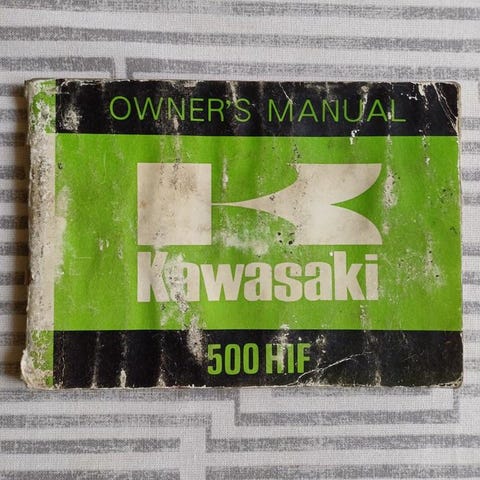 OWNER'S MANUAL
Kawasaki
500 H1F